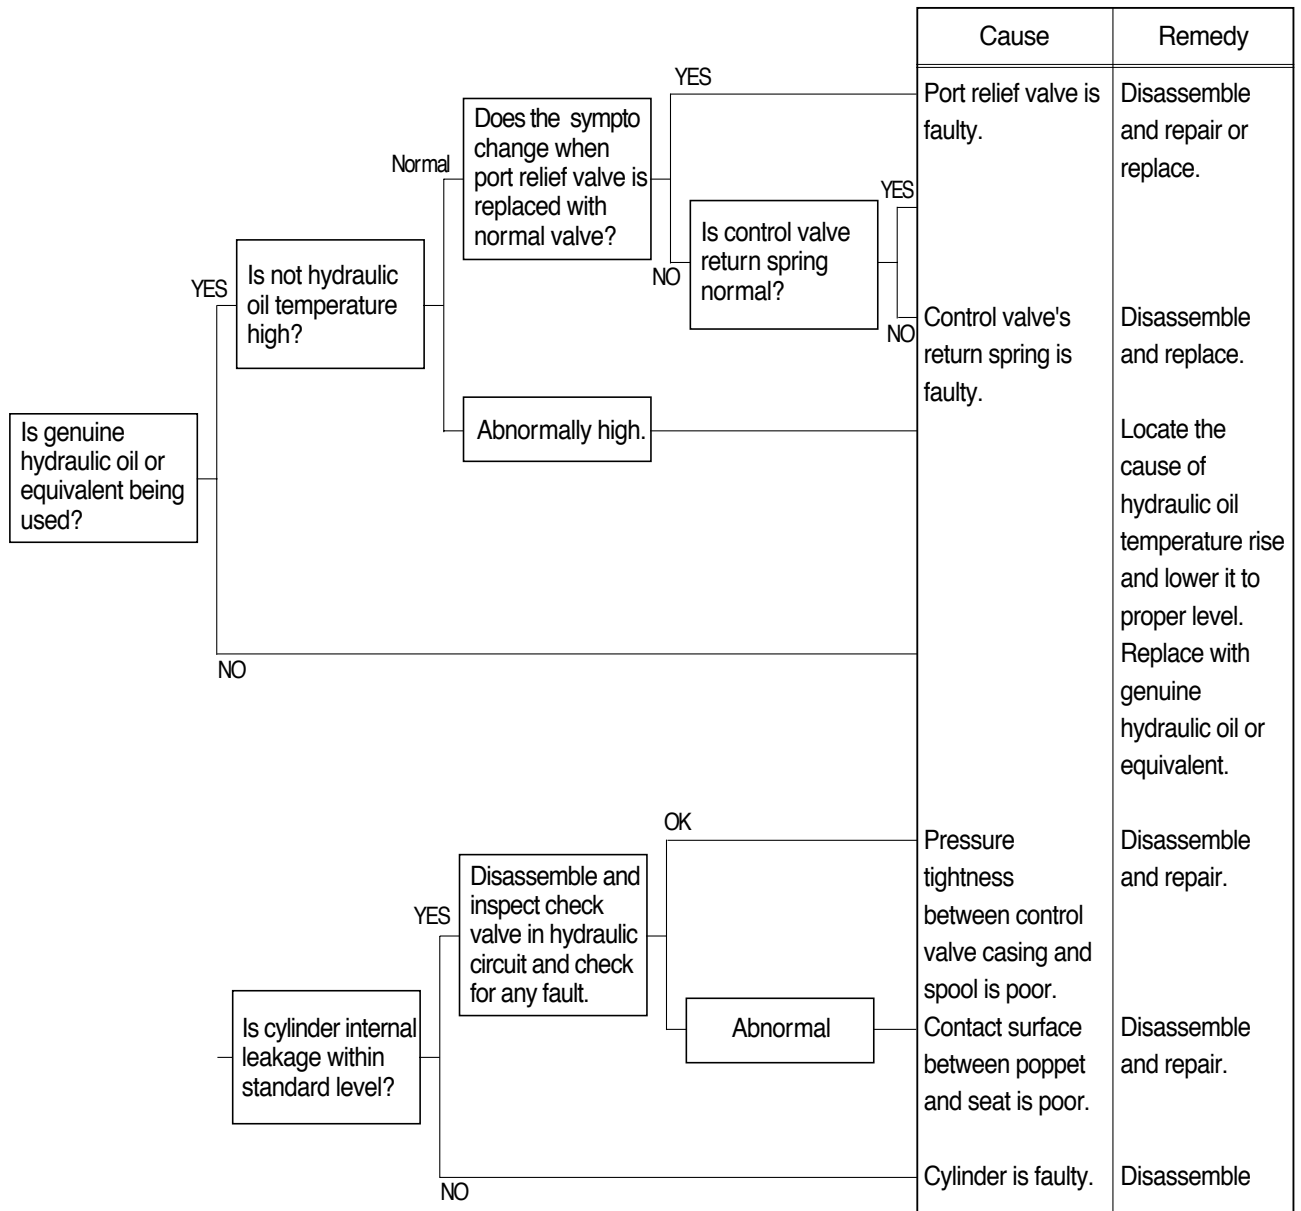 Cause
Remedy
YES
Port relief valve is
faulty.
Disassemble
and repair or
replace.
Does the sympto
change when
port relief valve is
replaced with
normal valve?
Normal
YES
Is control valve
return spring
normal?
NO
Is not hydraulic
oil temperature
high?
YES
NO
Control valve's
return spring is
faulty.
Disassemble
and replace.
Abnormally high.
Is genuine
hydraulic oil or
equivalent being
used?
Locate the
cause of
hydraulic oil
temperature rise
and lower it to
proper level.
NO
Replace with
genuine
hydraulic oil or
equivalent.
OK
Pressure
tightness
between control
valve casing and
spool is poor.
Disassemble
and repair.
YES
Disassemble and
inspect check
valve in hydraulic
circuit and check
for any fault.
Is cylinder internal
leakage within
standard level?
Abnormal
Contact surface
between poppet
and seat is poor.
Disassemble
and repair.
NO
Cylinder is faulty.
Disassemble